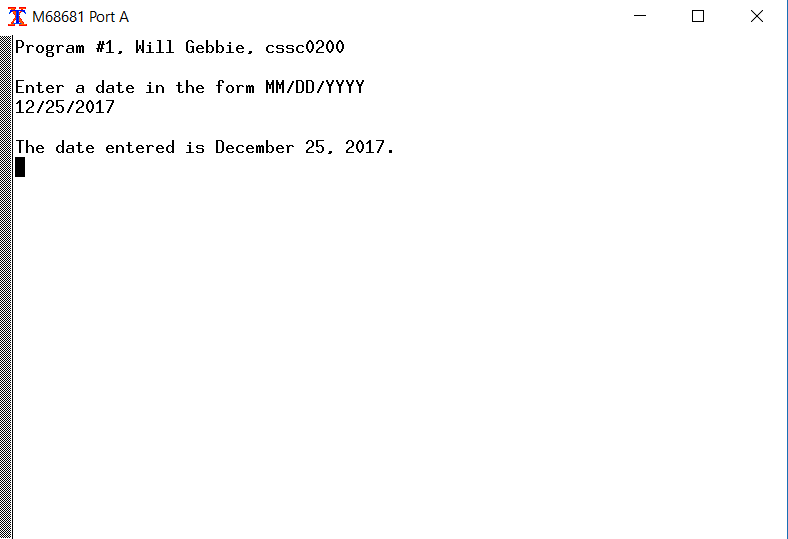 M68681 Port A
Program #1, Will Gebbie, cssc0200
Enter a date in the form MM/DD/YYYY
12/25/2017
The date entered is December 25, 2017.